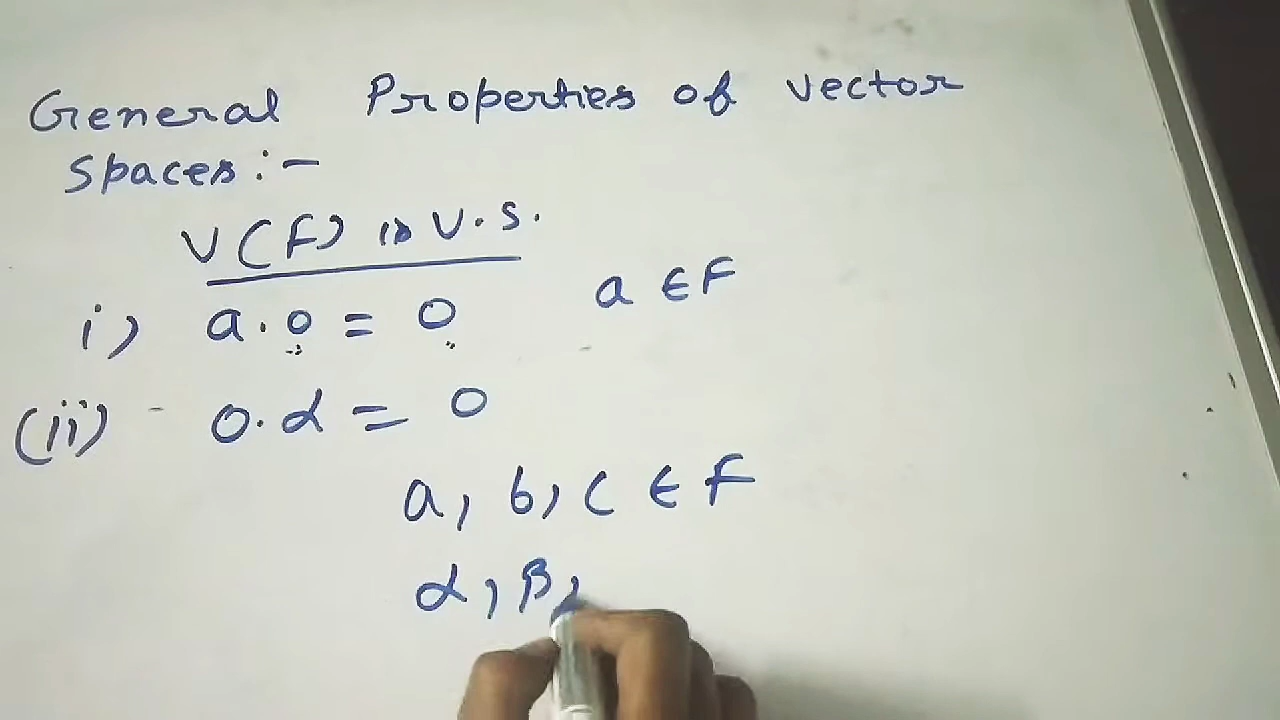 General Properties of vector
spaces:-
V(F) is V.S.
i) a.0 = 0 a ∈ F
(ii) 0.α = 0
a, b, c ∈ F
α, β,